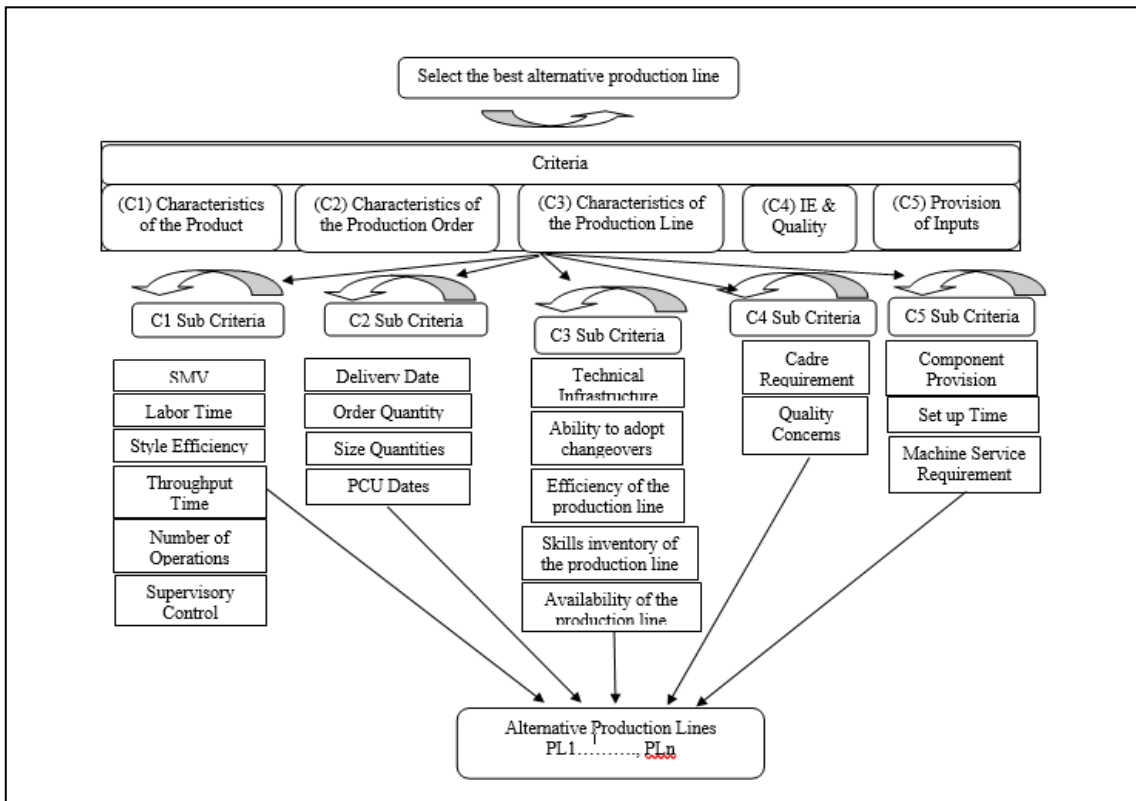 Select the best alternative production line
Criteria
(C1) Characteristics
of the Product
(C2) Characteristics of
the Production Order
(C3) Characteristics of
the Production Line
(C4) IE &
Quality
(C5) Provision
of Inputs
C1 Sub Criteria
SMV
Labor Time
Style Efficiency
Throughput
Time
Number of
Operations
Supervisory
Control
C2 Sub Criteria
Delivery Date
Order Quantity
Size Quantities
PCU Dates
C3 Sub Criteria
Technical
Infrastructure
Ability to adopt
changeovers
Efficiency of the
production line
Skills inventory of
the production line
Availability of the
production line
C4 Sub Criteria
Cadre
Requirement
Quality
Concerns
C5 Sub Criteria
Component
Provision
Set up Time
Machine Service
Requirement
Alternative Production Lines
PL1………., PLn